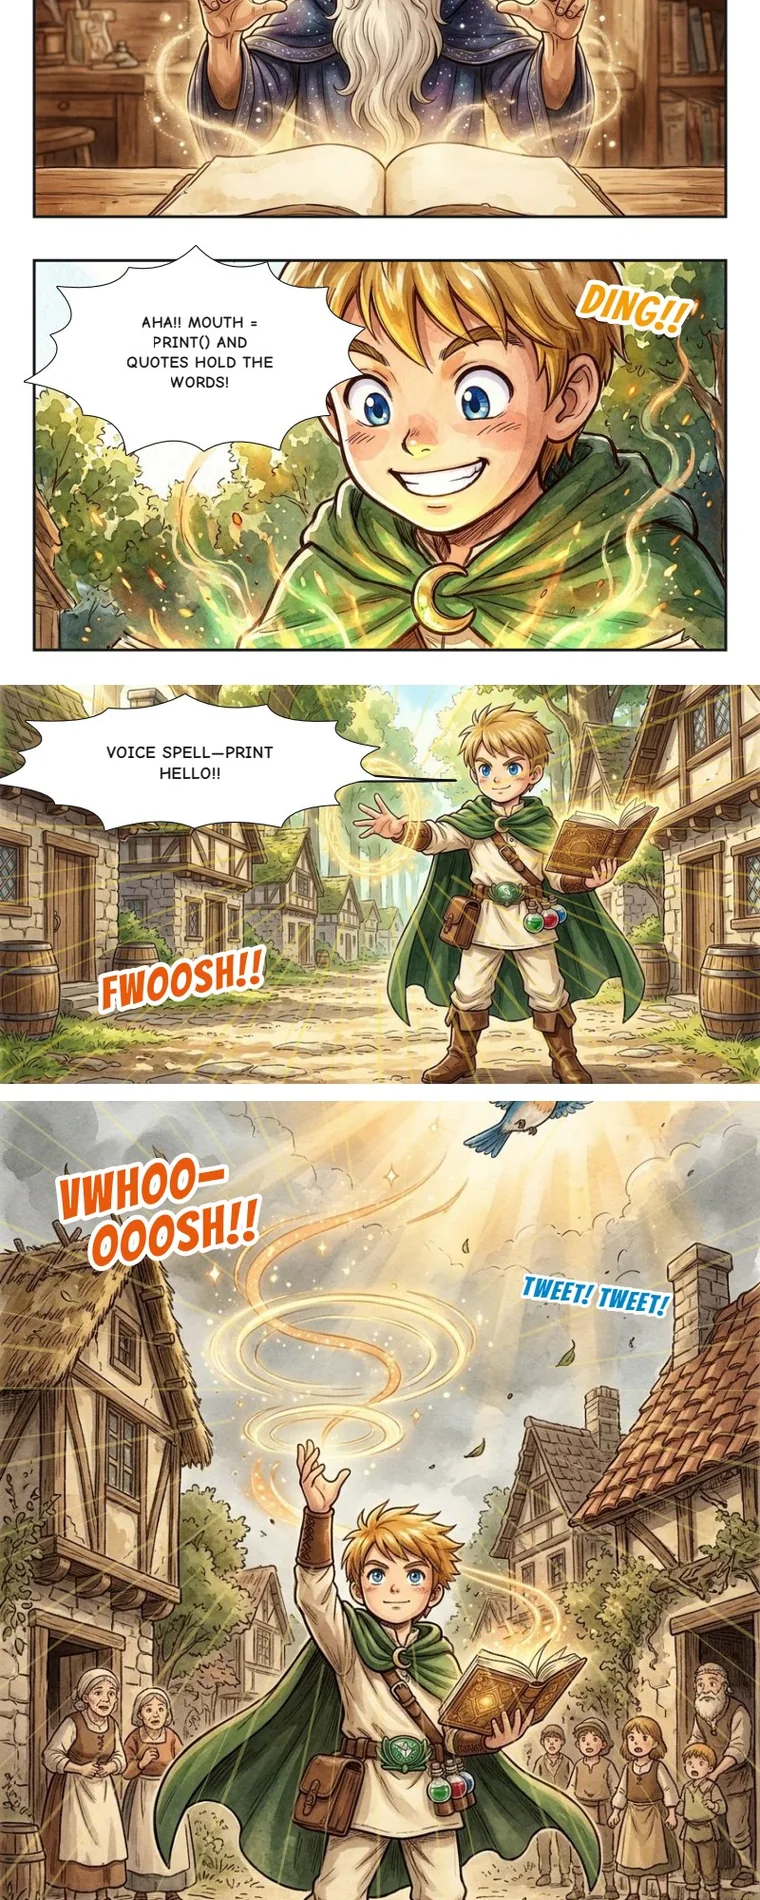 AHA!! MOUTH =
PRINT() AND
QUOTES HOLD THE
WORDS!
DING!!
VOICE SPELL—PRINT
HELLO!!
FWOOSH!!
VWHOO—
OOOSH!!
TWEET! TWEET!